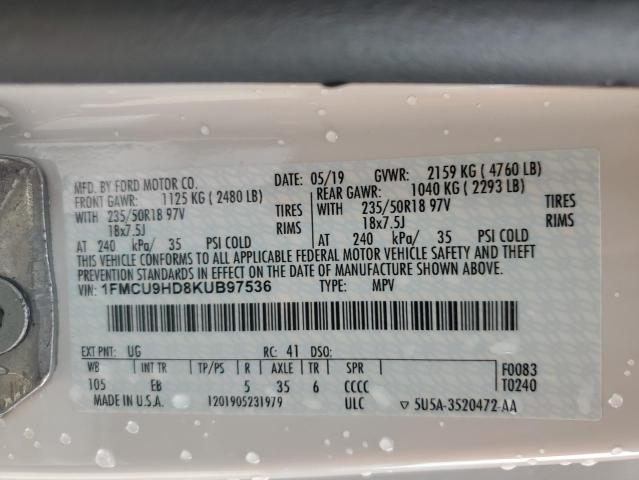 MFD. BY FORD MOTOR CO.
DATE: 05/19 GVWR: 2159 KG ( 4760 LB)
FRONT GAWR: 1125 KG ( 2480 LB)
REAR GAWR: 1040 KG ( 2293 LB)
WITH 235/50R18 97V TIRES
WITH 235/50R18 97V TIRES
18x7.5J RIMS
18x7.5J RIMS
AT 240 kPa/ 35 PSI COLD
AT 240 kPa/ 35 PSI COLD
THIS VEHICLE CONFORMS TO ALL APPLICABLE FEDERAL MOTOR VEHICLE SAFETY AND THEFT
PREVENTION STANDARDS IN EFFECT ON THE DATE OF MANUFACTURE SHOWN ABOVE.
VIN: 1FMCU9HD8KUB97536 TYPE: MPV
EXT PNT: UG RC: 41 DSO:
WB INT TR TP/PS R AXLE TR SPR
F0083
105 EB 5 35 6 CCCC
T0240
MADE IN U.S.A. 1201905231979 ULC ▽ 5U5A-3520472-AA